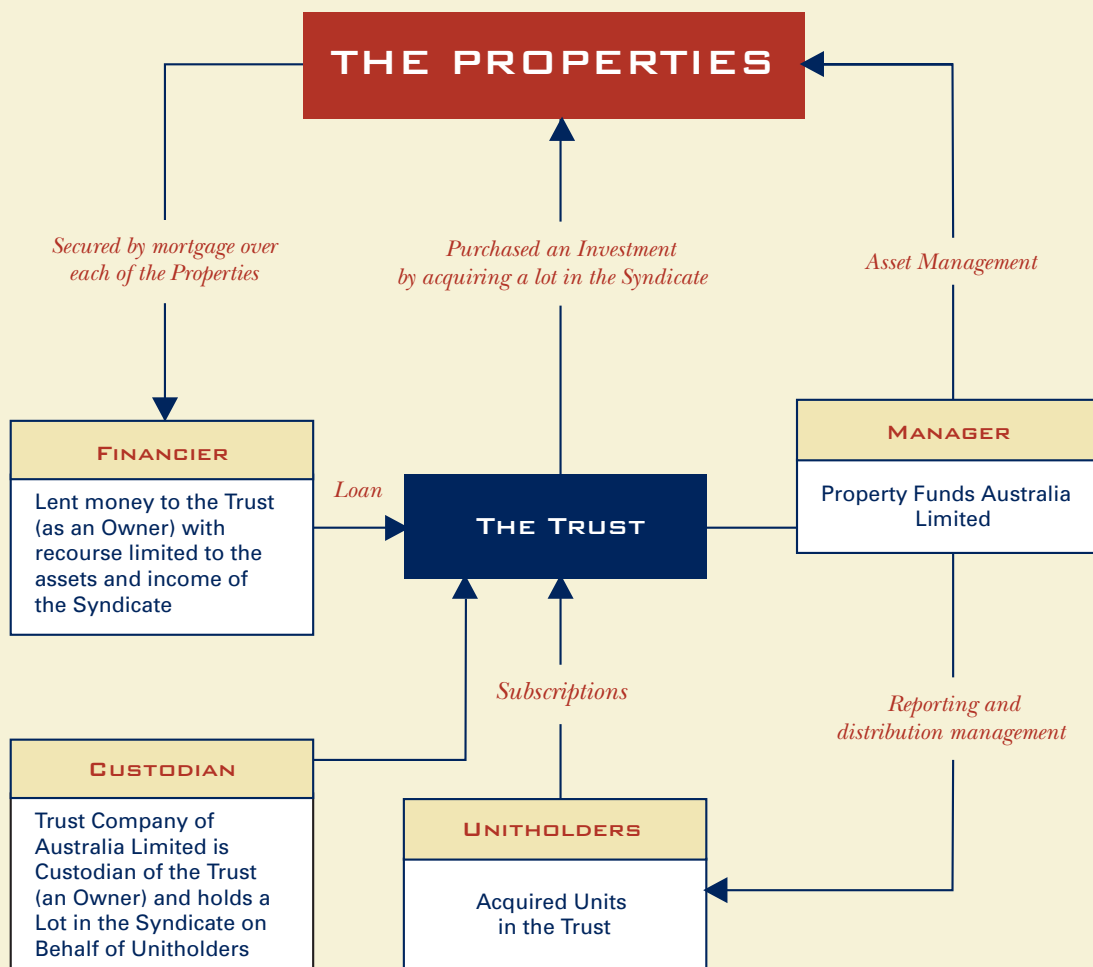 THE PROPERTIES
Secured by mortgage over
each of the Properties
Purchased an Investment
by acquiring a lot in the Syndicate
Asset Management
FINANCIER
Lent money to the Trust
(as an Owner) with
recourse limited to the
assets and income of
the Syndicate
Loan
THE TRUST
MANAGER
Property Funds Australia
Limited
Subscriptions
Reporting and
distribution management
CUSTODIAN
Trust Company of
Australia Limited is
Custodian of the Trust
(an Owner) and holds a
Lot in the Syndicate on
Behalf of Unitholders
UNITHOLDERS
Acquired Units
in the Trust